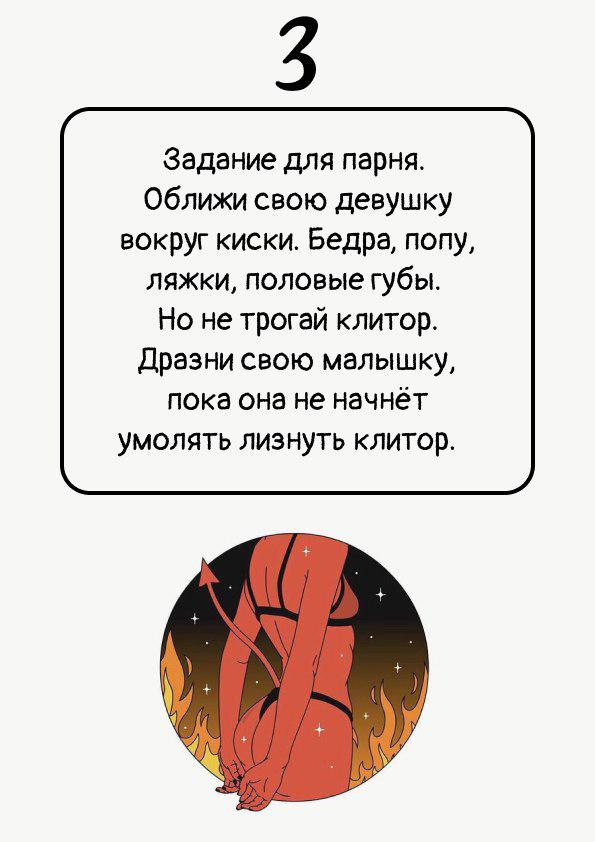 3
Задание для парня.
Оближи свою девушку
вокруг киски. Бедра, попу,
ляжки, половые губы.
Но не трогай клитор.
Дразни свою малышку,
пока она не начнёт
умолять лизнуть клитор.